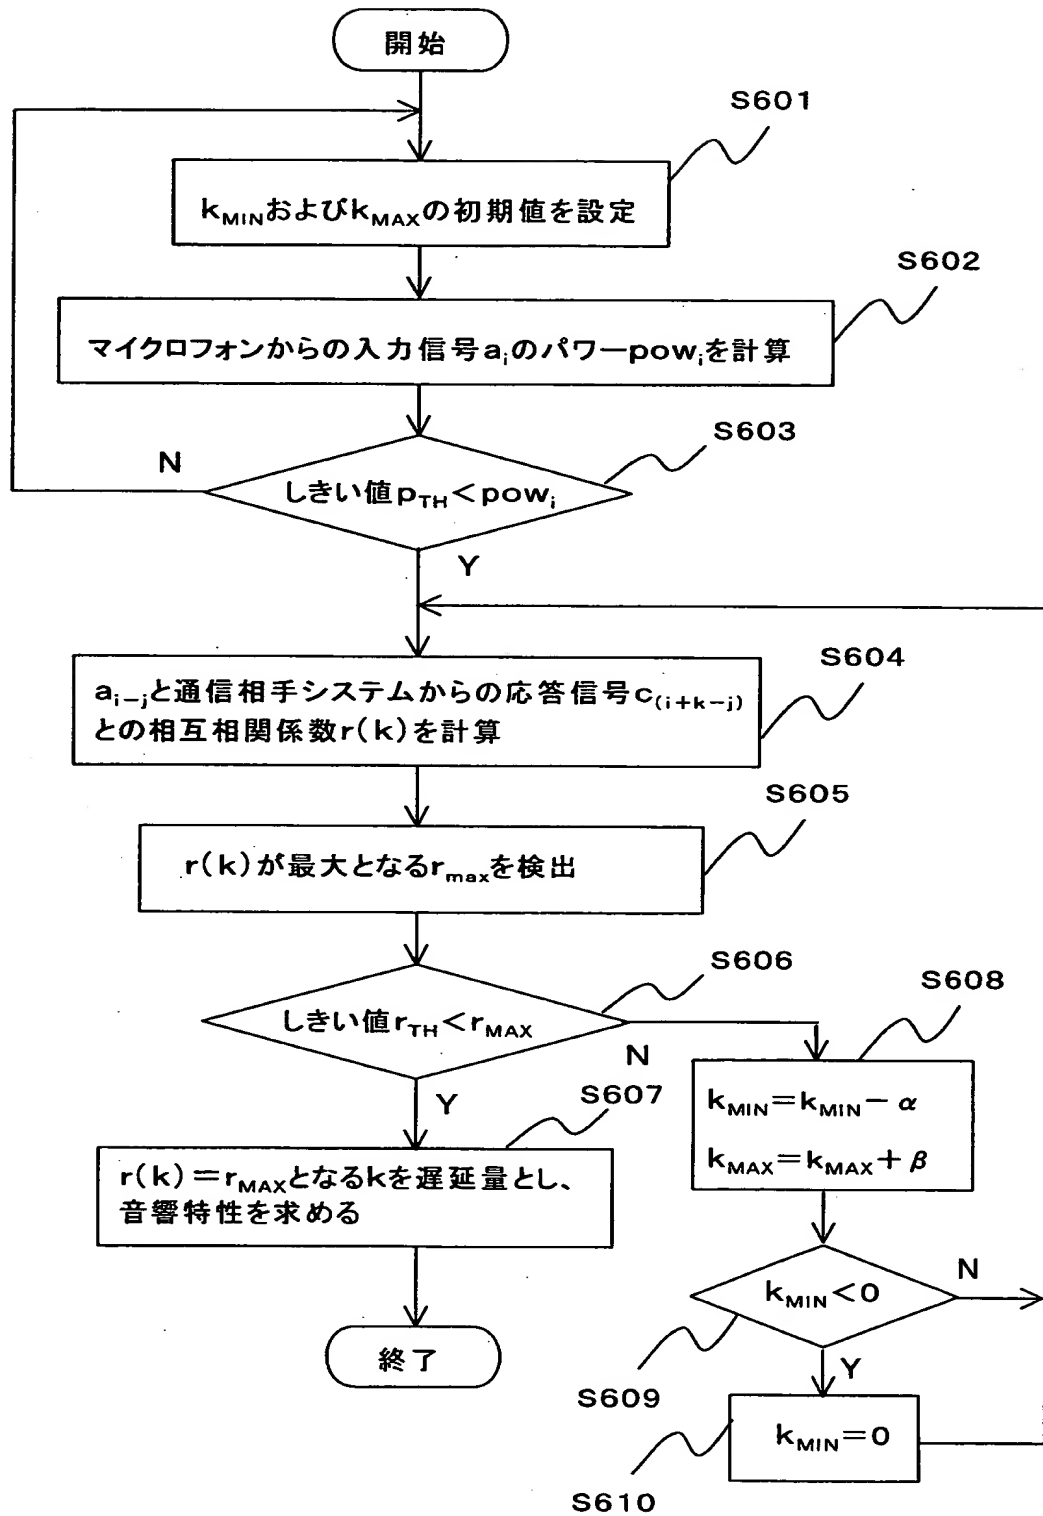 開始
S601
kMINおよびkMAXの初期値を設定
S602
マイクロフォンからの入力信号aiのパワーpowiを計算
S603
しきい値pTH<powi
N
Y
S604
ai-jと通信相手システムからの応答信号c(i+k-j)
との相互相関係数r(k)を計算
S605
r(k)が最大となるrmaxを検出
S606
しきい値rTH<rMAX
N
Y
S607
r(k)=rMAXとなるkを遅延量とし、
音響特性を求める
終了
S608
kMIN=kMIN-α
kMAX=kMAX+β
kMIN<0
N
Y
S609
kMIN=0
S610